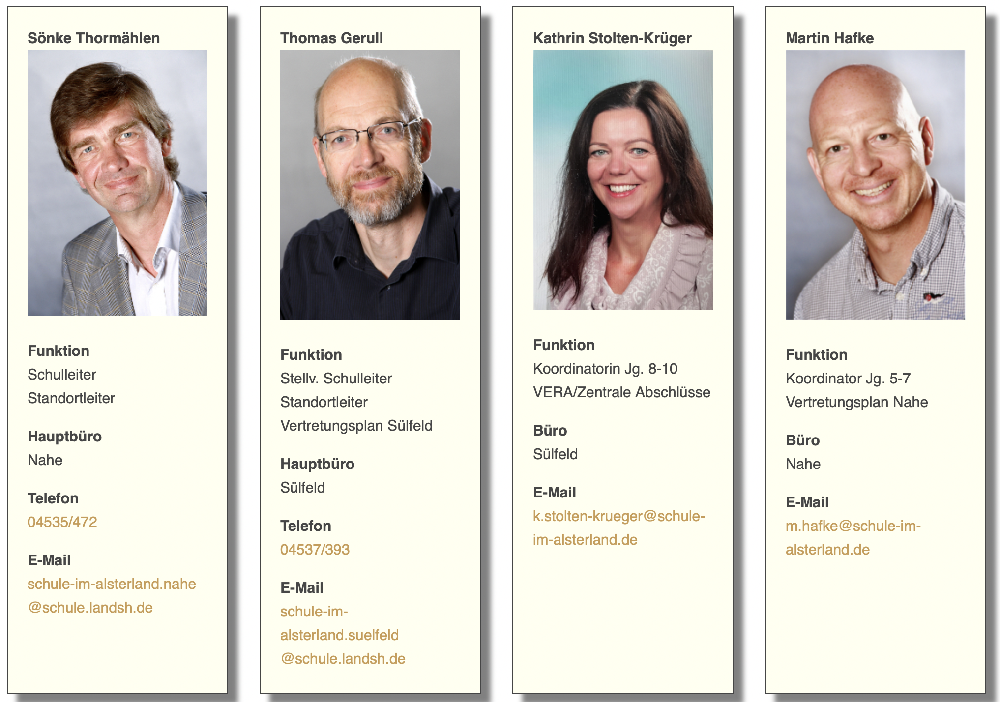 Sönke Thormählen
Funktion
Schulleiter
Standortleiter
Hauptbüro
Nahe
Telefon
04535/472
E-Mail
schule-im-alsterland.nahe
@schule.landsh.de
Thomas Gerull
Funktion
Stellv. Schulleiter
Standortleiter
Vertretungsplan Sülfeld
Hauptbüro
Sülfeld
Telefon
04537/393
E-Mail
schule-im-
alsterland.suelfeld
@schule.landsh.de
Kathrin Stolten-Krüger
Funktion
Koordinatorin Jg. 8-10
VERA/Zentrale Abschlüsse
Büro
Sülfeld
E-Mail
k.stolten-krueger@schule-
im-alsterland.de
Martin Hafke
Funktion
Koordinator Jg. 5-7
Vertretungsplan Nahe
Büro
Nahe
E-Mail
m.hafke@schule-im-
alsterland.de